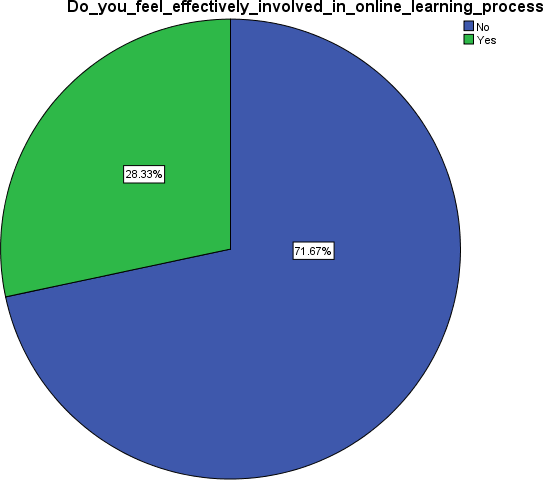 Do_you_feel_effectively_involved_in_online_learning_process
No
Yes
28.33%
71.67%